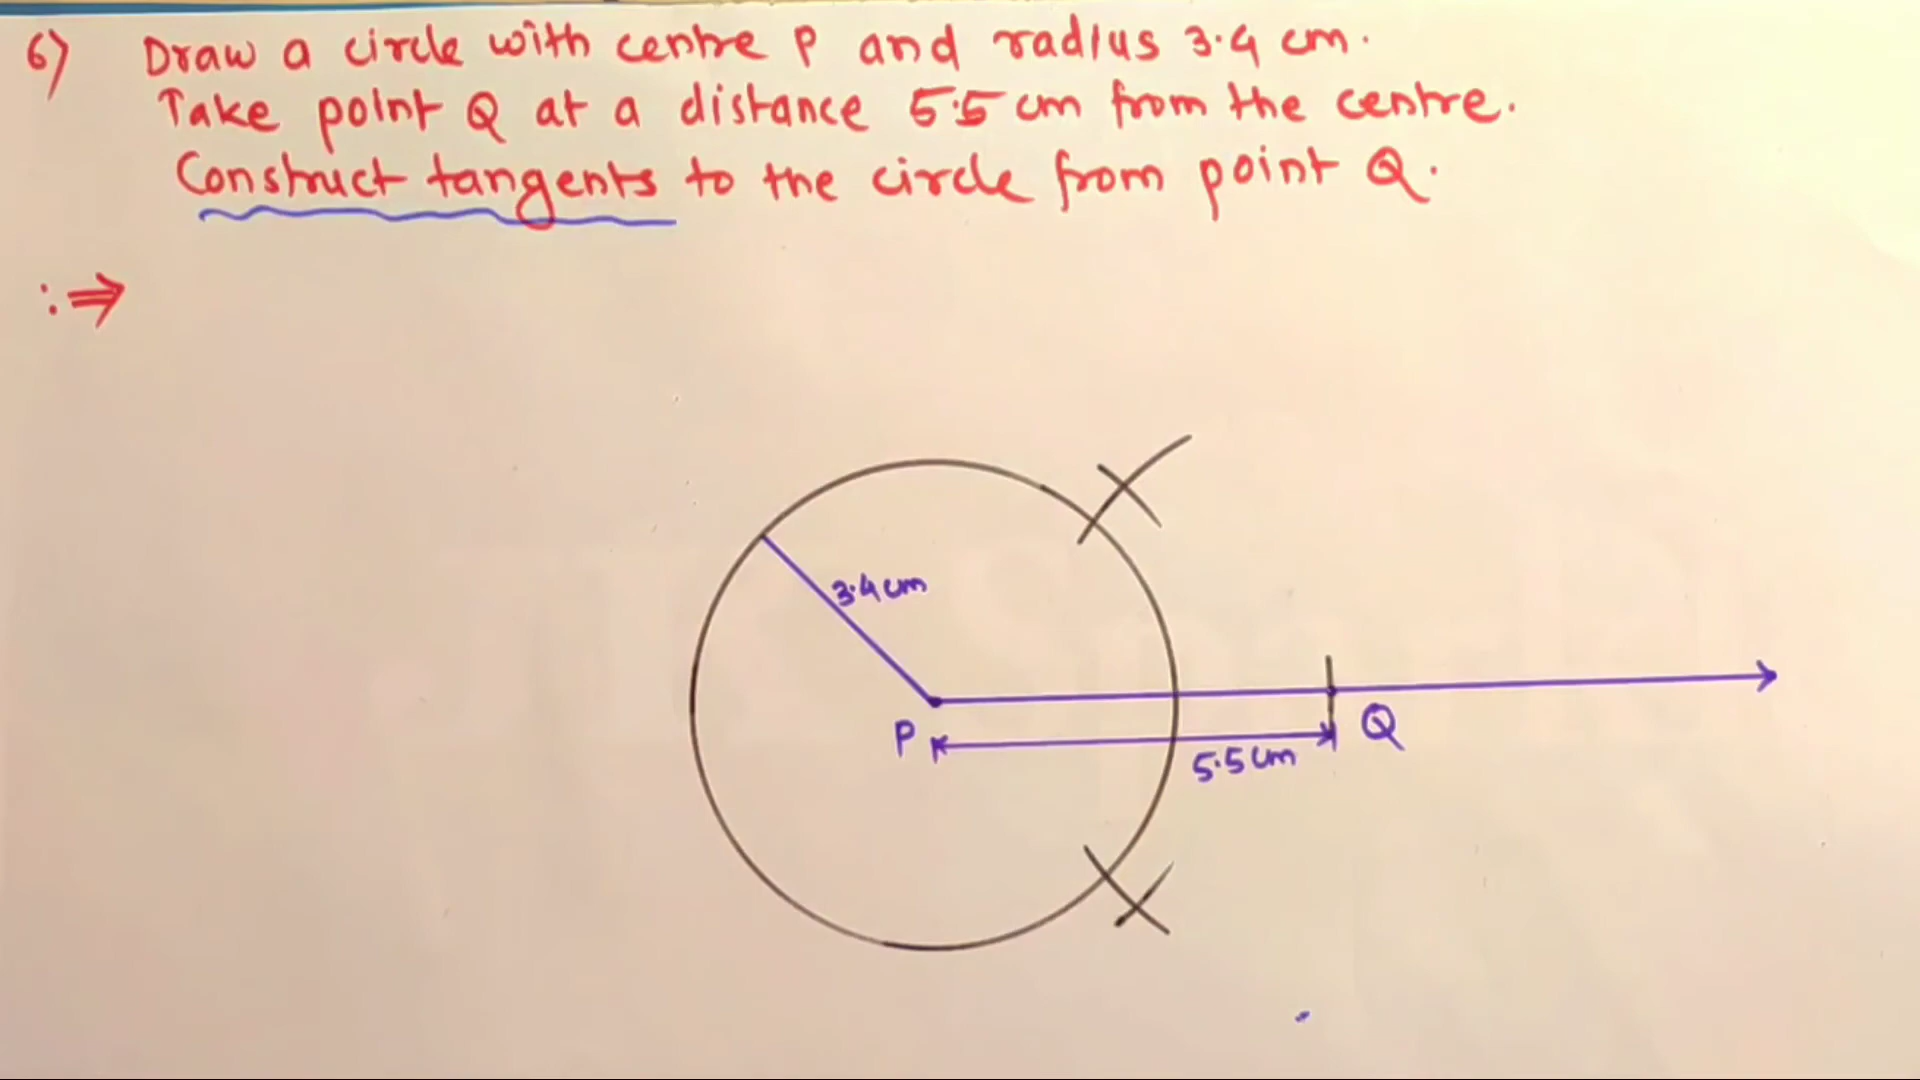 6) Draw a circle with centre P and radius 3.4 cm.
Take point Q at a distance 5.5 cm from the centre.
Construct tangents to the circle from point Q.
:⇒
3.4 cm
P
Q
5.5 cm